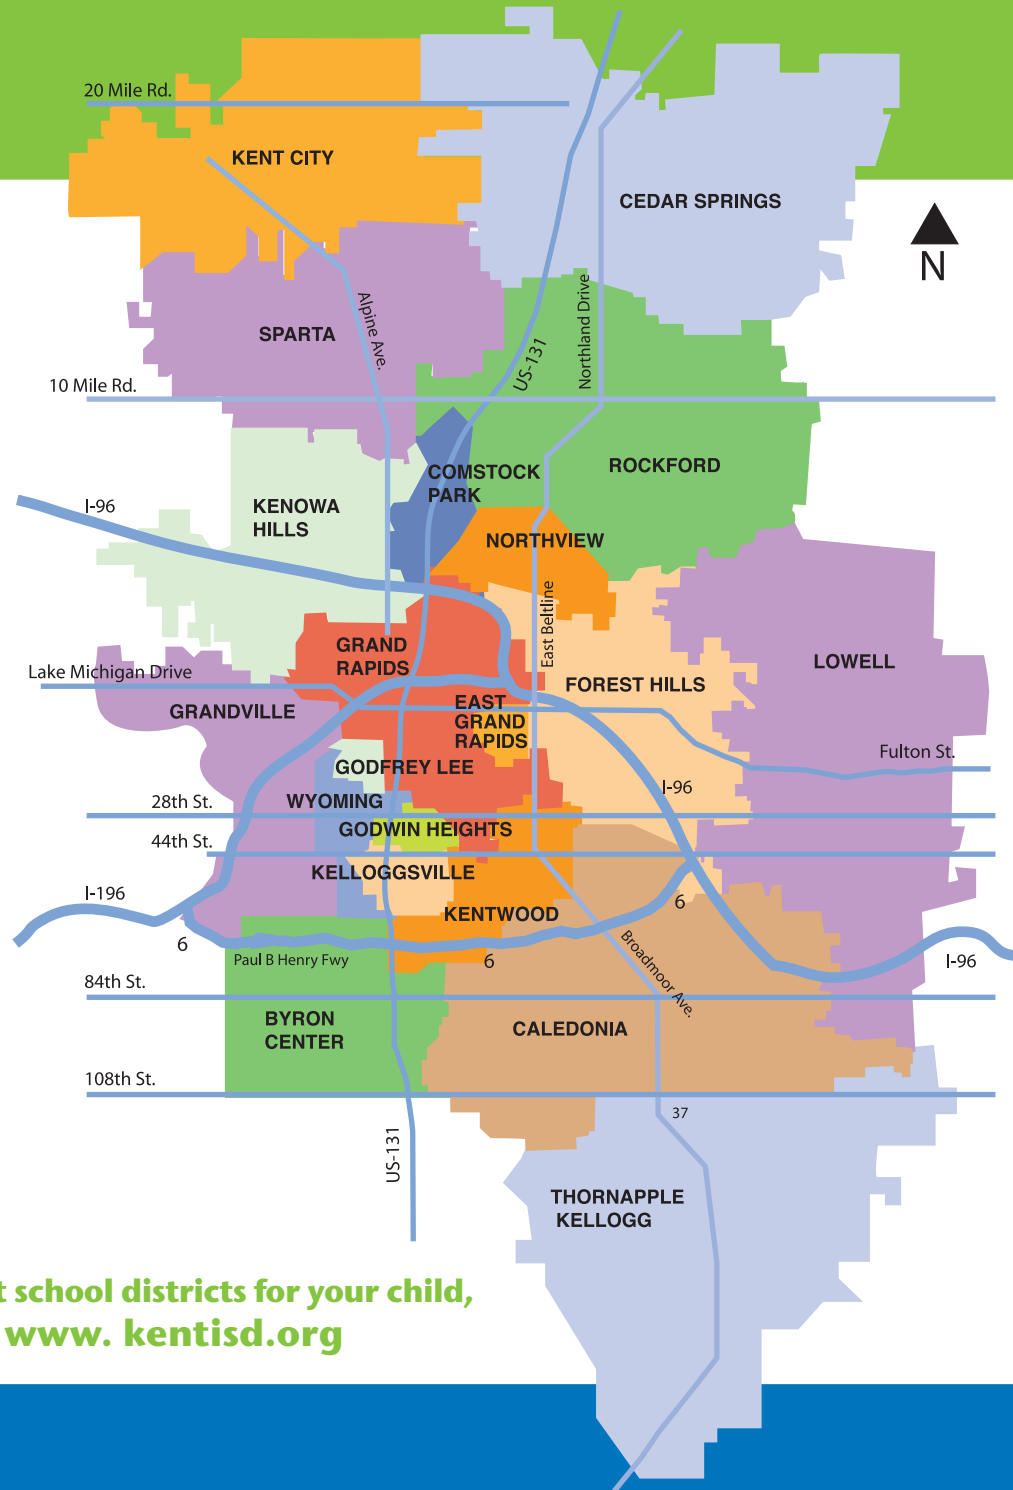 20 Mile Rd.
KENT CITY
CEDAR SPRINGS
N
SPARTA
Alpine Ave.
US-131
Northland Drive
10 Mile Rd.
COMSTOCK
PARK
ROCKFORD
I-96
KENOWA
HILLS
NORTHVIEW
East Beltline
GRAND
RAPIDS
LOWELL
Lake Michigan Drive
FOREST HILLS
GRANDVILLE
EAST
GRAND
RAPIDS
Fulton St.
GODFREY LEE
I-96
28th St.
WYOMING
GODWIN HEIGHTS
44th St.
KELLOGGSVILLE
I-196
6
KENTWOOD
6
Paul B Henry Fwy
6
Broadmoor Ave.
I-96
84th St.
BYRON
CENTER
CALEDONIA
108th St.
37
US-131
THORNAPPLE
KELLOGG
t school districts for your child,
www. kentisd.org